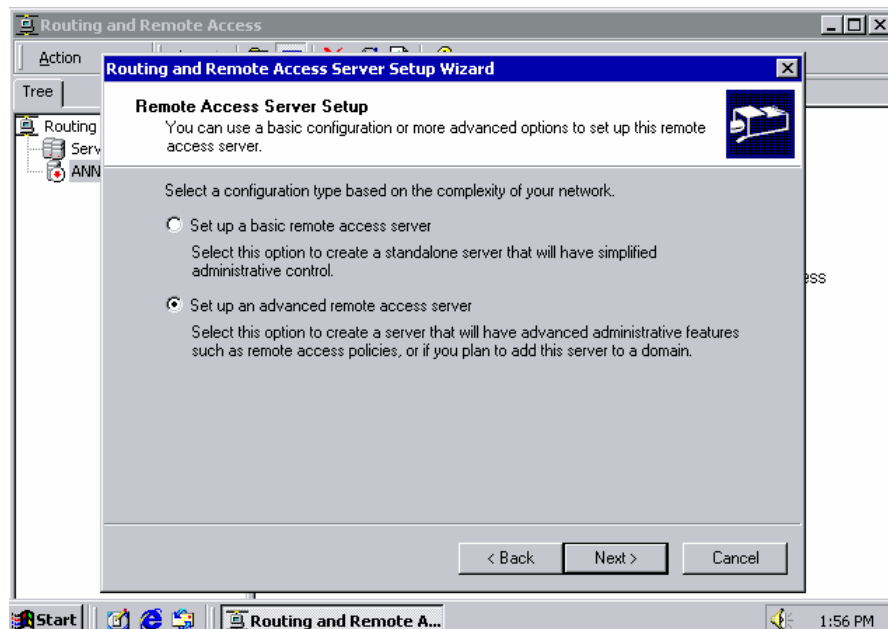 Routing and Remote Access
Action
Tree
Routing
Serv
ANN
ess
Routing and Remote Access Server Setup Wizard
Remote Access Server Setup
You can use a basic configuration or more advanced options to set up this remote
access server.
Select a configuration type based on the complexity of your network.
Set up a basic remote access server
Select this option to create a standalone server that will have simplified
administrative control.
Set up an advanced remote access server
Select this option to create a server that will have advanced administrative features
such as remote access policies, or if you plan to add this server to a domain.
< Back
Next >
Cancel
Start
Routing and Remote A...
1:56 PM